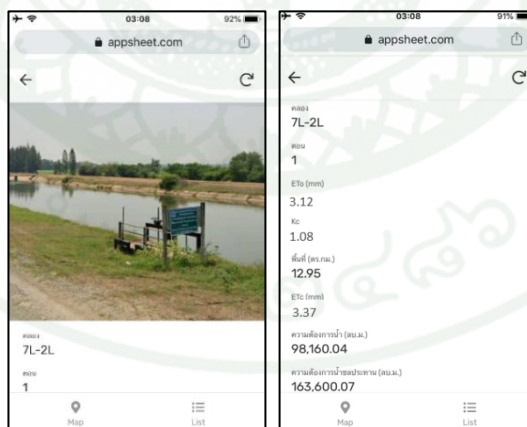 03:08
92%
appsheet.com
คลอง
7L-2L
ตอน
1
Map
List
03:08
91%
appsheet.com
คลอง
7L-2L
ตอน
1
ETo (mm)
3.12
Kc
1.08
พื้นที่ (ตร.กม.)
12.95
ETc (mm)
3.37
ความต้องการน้ำ (ลบ.ม.)
98,160.04
ความต้องการน้ำชลประทาน (ลบ.ม.)
163,600.07
Map
List